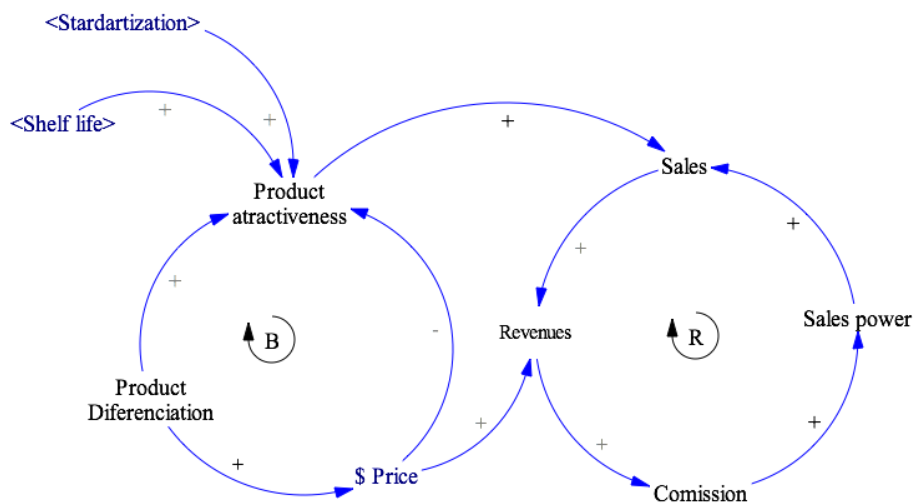 <Stardartization>
+
+
<Shelf life>
+
Sales
Product
atractiveness
+
+
+
-
B
Revenues
R
Sales power
Product
Diferenciation
+
+
+
+
$ Price
Comission